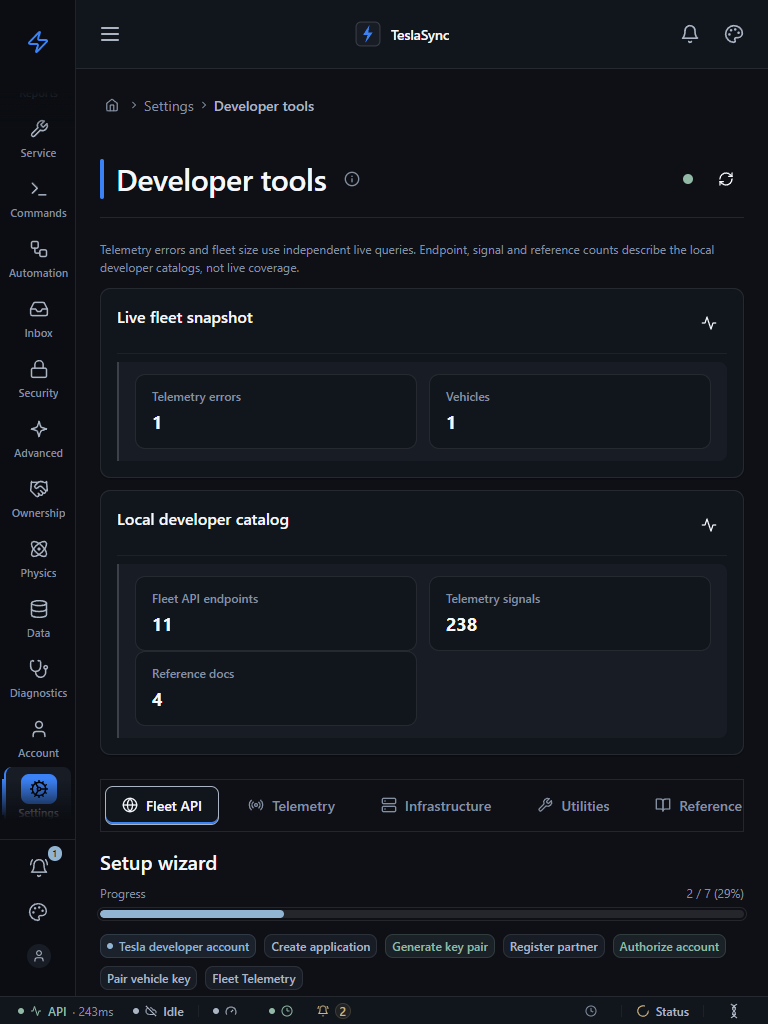 TeslaSync
Reports
Service
Commands
Automation
Inbox
Security
Advanced
Ownership
Physics
Data
Diagnostics
Account
Settings
1
Settings
Developer tools
Developer tools
Telemetry errors and fleet size use independent live queries. Endpoint, signal and reference counts describe the local
developer catalogs, not live coverage.
Live fleet snapshot
Telemetry errors
1
Vehicles
1
Local developer catalog
Fleet API endpoints
11
Telemetry signals
238
Reference docs
4
Fleet API
Telemetry
Infrastructure
Utilities
Reference
Setup wizard
Progress
2 / 7 (29%)
Tesla developer account
Create application
Generate key pair
Register partner
Authorize account
Pair vehicle key
Fleet Telemetry
API · 243ms
Idle
2
Status